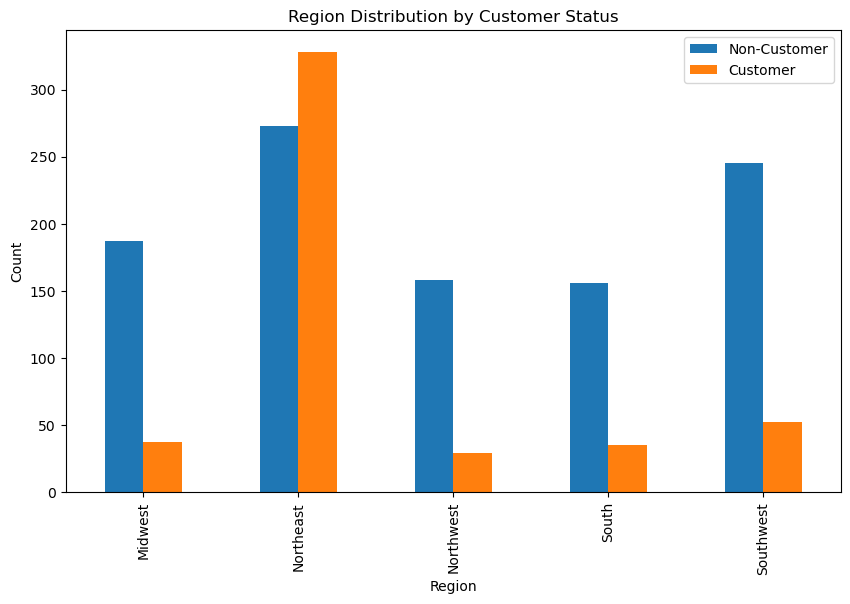 Region Distribution by Customer Status
Non-Customer
Customer
300
250
200
150
100
50
0
Count
Midwest
Northeast
Northwest
South
Southwest
Region